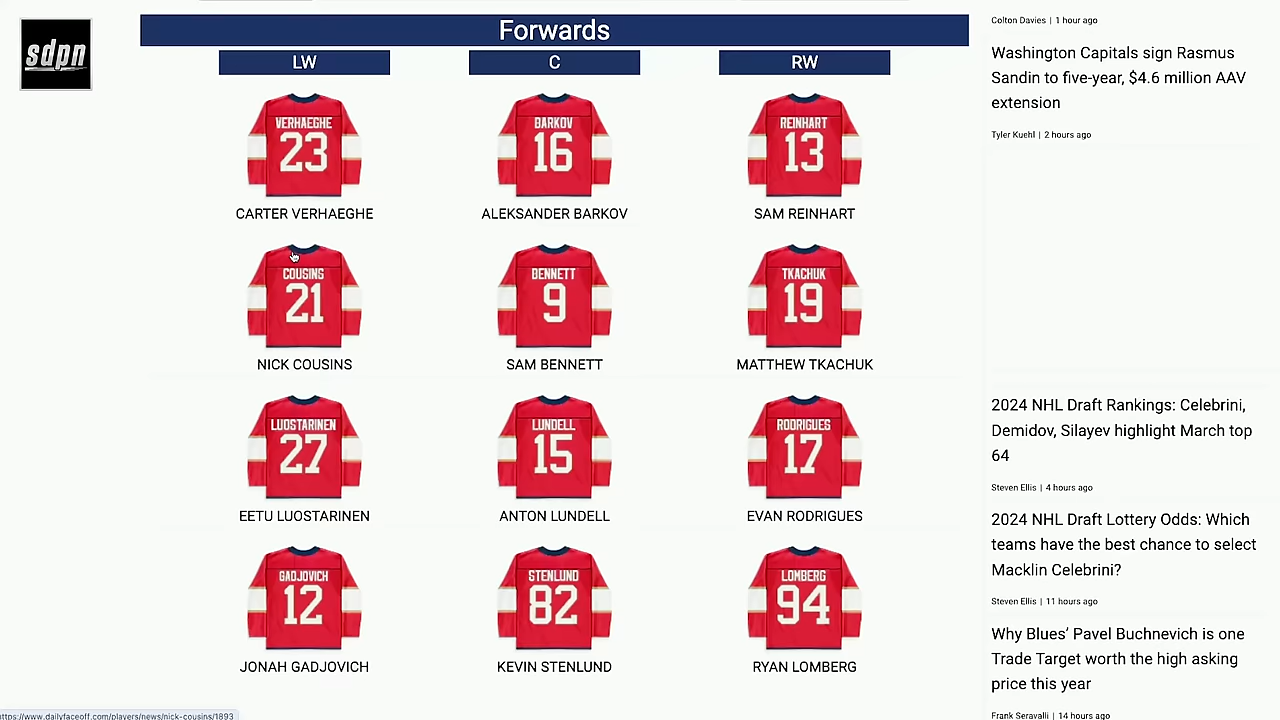 sdpn
Forwards
LW
C
RW
VERHAEGHE
23
CARTER VERHAEGHE
BARKOV
16
ALEKSANDER BARKOV
REINHART
13
SAM REINHART
COUSINS
21
NICK COUSINS
BENNETT
9
SAM BENNETT
TKACHUK
19
MATTHEW TKACHUK
LUOSTARINEN
27
EETU LUOSTARINEN
LUNDELL
15
ANTON LUNDELL
RODRIGUES
17
EVAN RODRIGUES
GADJOVICH
12
JONAH GADJOVICH
STENLUND
82
KEVIN STENLUND
LOMBERG
94
RYAN LOMBERG
Colton Davies | 1 hour ago
Washington Capitals sign Rasmus
Sandin to five-year, $4.6 million AAV
extension
Tyler Kuehl | 2 hours ago
2024 NHL Draft Rankings: Celebrini,
Demidov, Silayev highlight March top
64
Steven Ellis | 4 hours ago
2024 NHL Draft Lottery Odds: Which
teams have the best chance to select
Macklin Celebrini?
Steven Ellis | 11 hours ago
Why Blues’ Pavel Buchnevich is one
Trade Target worth the high asking
price this year
Frank Seravalli | 14 hours ago
https://www.dailyfaceoff.com/players/news/nick-cousins/1893